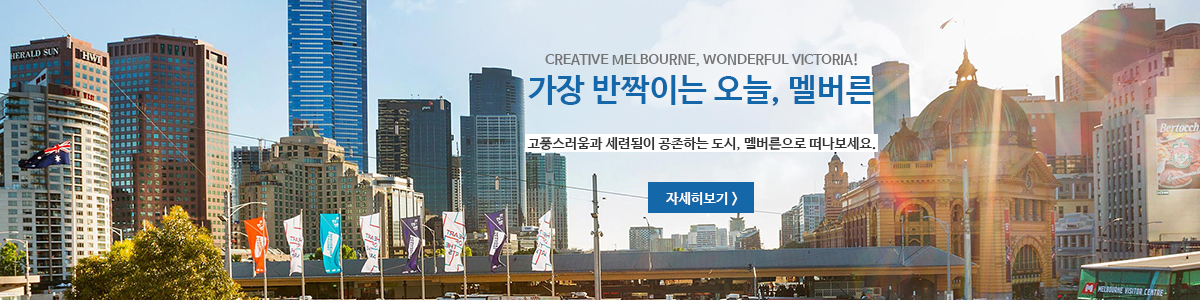 CREATIVE MELBOURNE, WONDERFUL VICTORIA!
가장 반짝이는 오늘, 멜버른
고풍스러움과 세련됨이 공존하는 도시, 멜버른으로 떠나보세요.
자세히보기 〉
HERALD SUN
HWT
Bertocchi
MELBOURNE VISITOR CENTRE